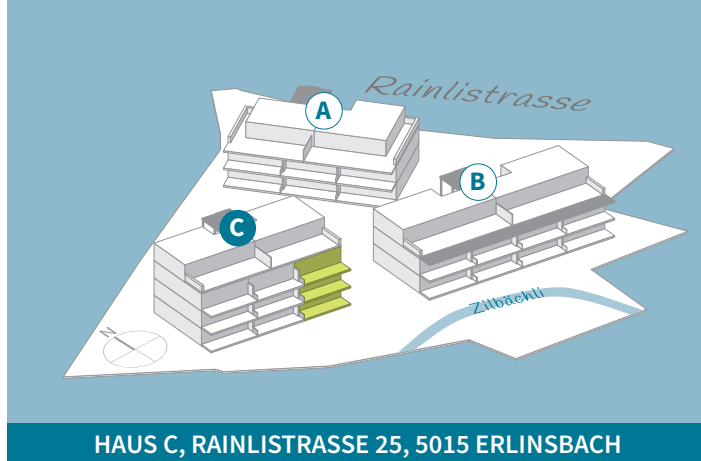 Rainlistrasse
A
B
C
Zilbächli
N
HAUS C, RAINLISTRASSE 25, 5015 ERLINSBACH